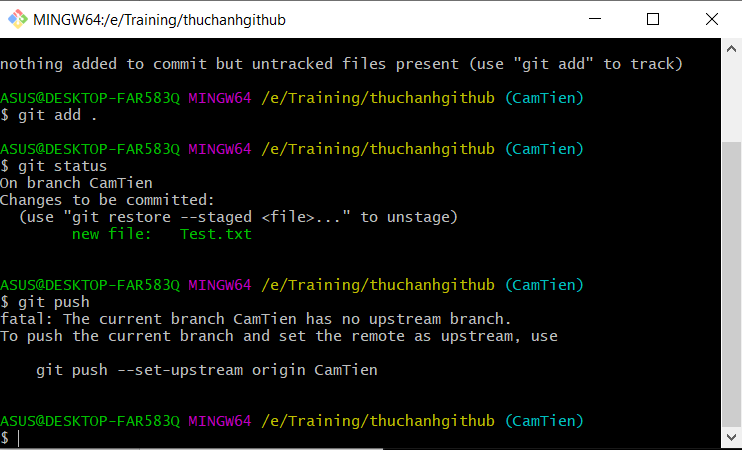 MINGW64:/e/Training/thuchanhgithub
nothing added to commit but untracked files present (use "git add" to track)
ASUS@DESKTOP-FAR583Q MINGW64 /e/Training/thuchanhgithub (CamTien)
$ git add .
ASUS@DESKTOP-FAR583Q MINGW64 /e/Training/thuchanhgithub (CamTien)
$ git status
On branch CamTien
Changes to be committed:
  (use "git restore --staged <file>..." to unstage)
        new file:   Test.txt
ASUS@DESKTOP-FAR583Q MINGW64 /e/Training/thuchanhgithub (CamTien)
$ git push
fatal: The current branch CamTien has no upstream branch.
To push the current branch and set the remote as upstream, use
    git push --set-upstream origin CamTien
ASUS@DESKTOP-FAR583Q MINGW64 /e/Training/thuchanhgithub (CamTien)
$